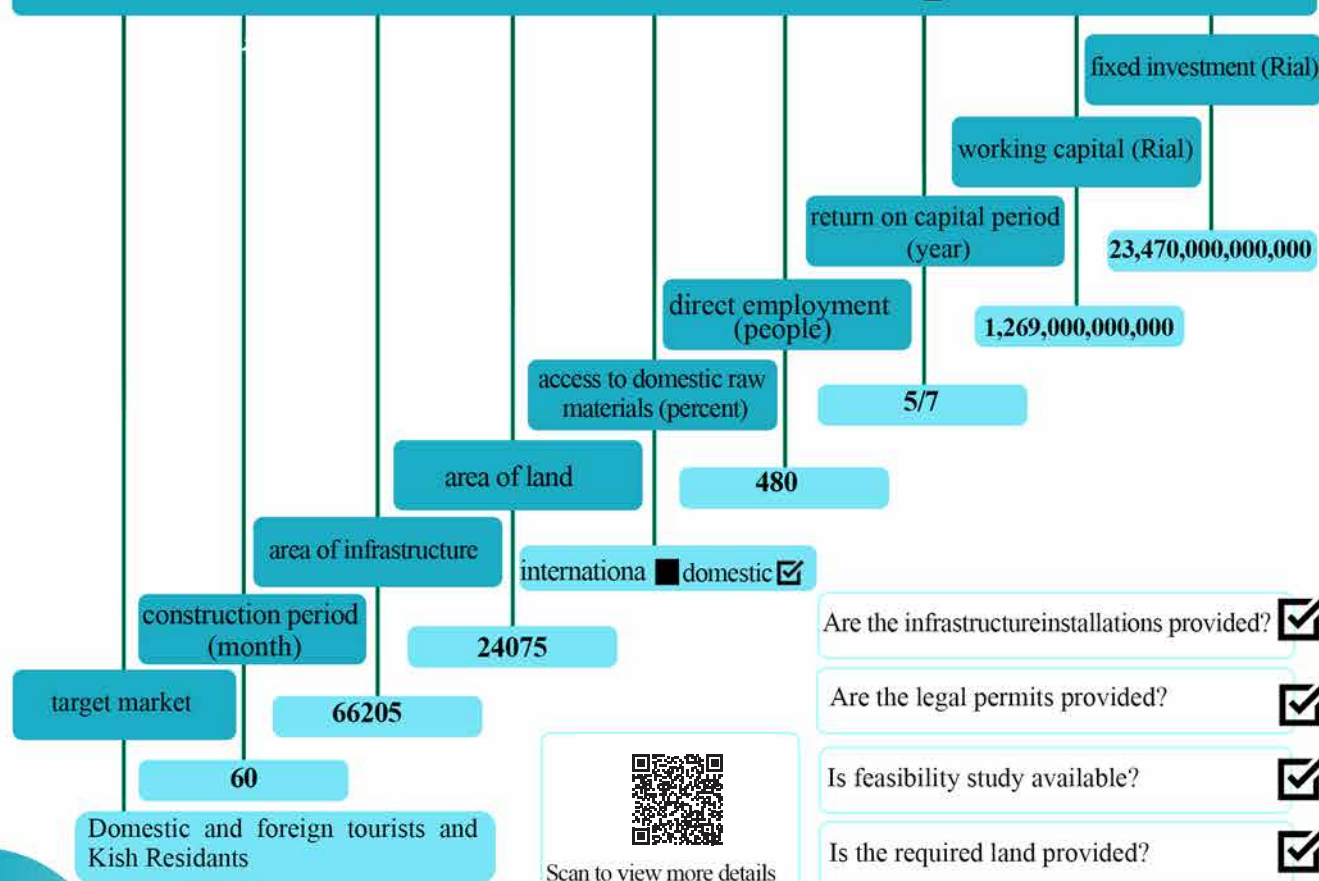 fixed investment (Rial)
23,470,000,000,000
working capital (Rial)
1,269,000,000,000
return on capital period
(year)
5/7
direct employment
(people)
480
access to domestic raw
materials (percent)
internationa domestic
area of land
24075
area of infrastructure
66205
construction period
(month)
60
target market
Domestic and foreign tourists and
Kish Residants
Scan to view more details
Are the infrastructureinstallations provided?
Are the legal permits provided?
Is feasibility study available?
Is the required land provided?